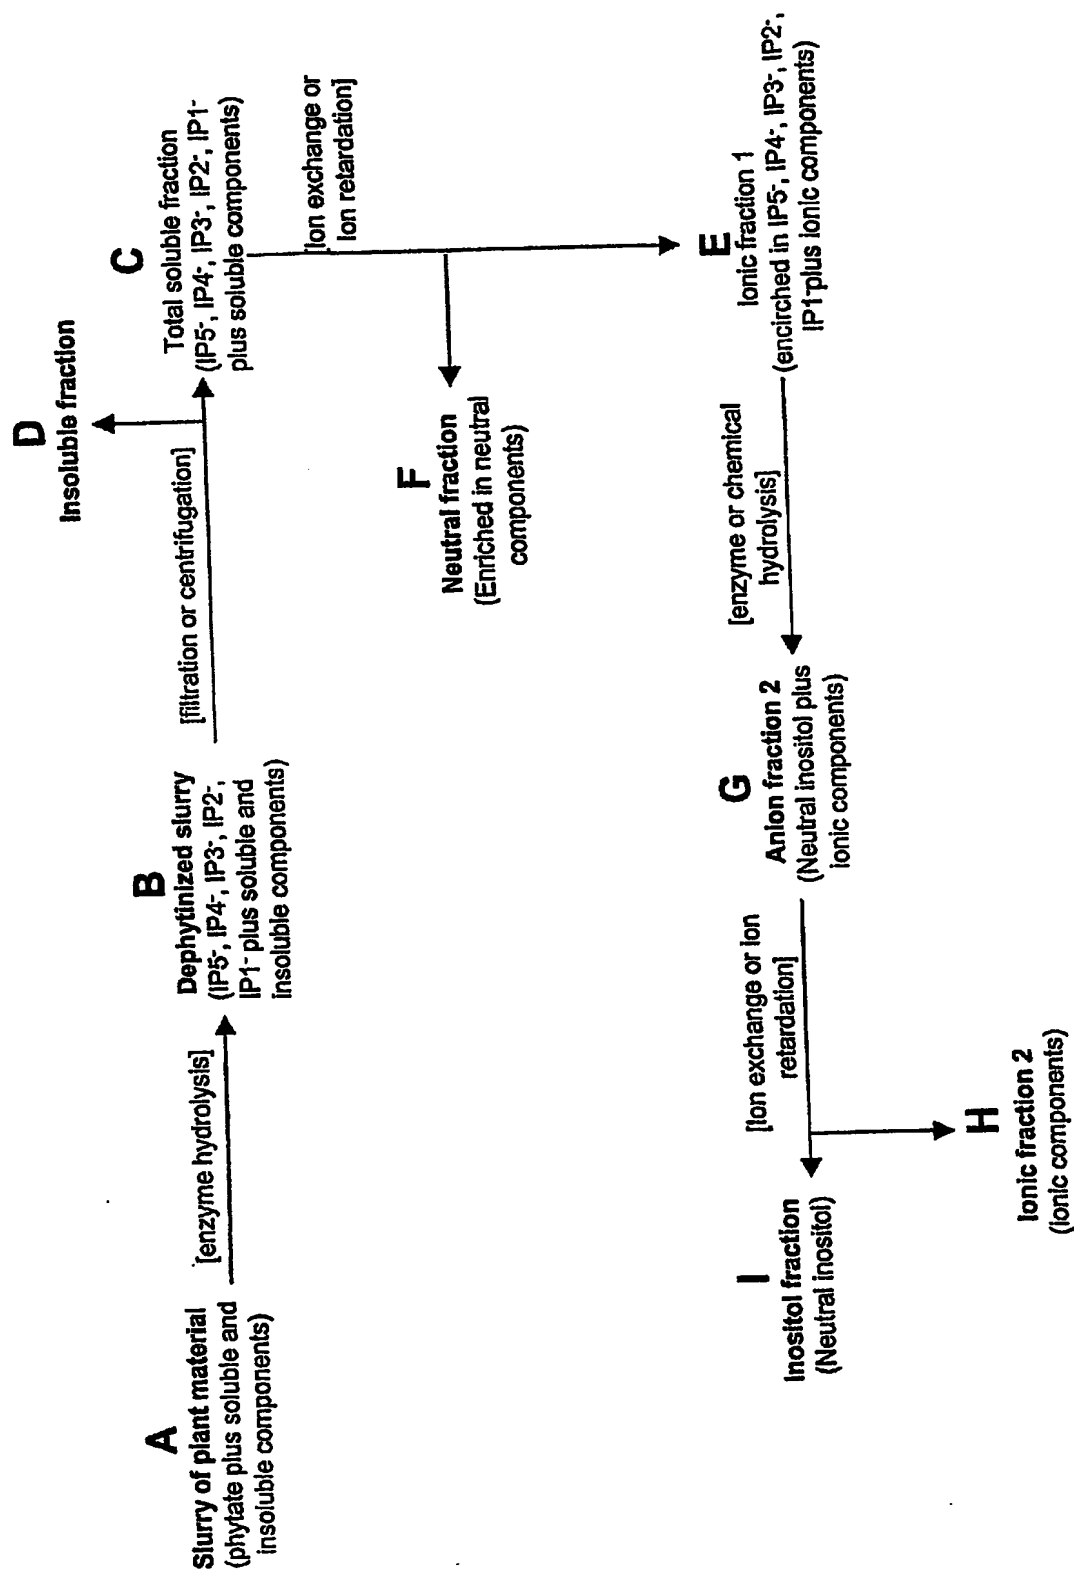 A
Slurry of plant material
(phytate plus soluble and
insoluble components)
[enzyme hydrolysis]
B
Dephytinized slurry
(IP5-, IP4-, IP3-, IP2-,
IP1- plus soluble and
insoluble components)
[filtration or centrifugation]
D
Insoluble fraction
C
Total soluble fraction
(IP5-, IP4-, IP3-, IP2-, IP1-
plus soluble components)
[Ion exchange or
Ion retardation]
F
Neutral fraction
(Enriched in neutral
components)
E
Ionic fraction 1
(encirched in IP5-, IP4-, IP3-, IP2-,
IP1-plus ionic components)
[enzyme or chemical
hydrolysis]
G
Anion fraction 2
(Neutral inositol plus
ionic components)
[Ion exchange or Ion
retardation]
H
Ionic fraction 2
(Ionic components)
I
Inositol fraction
(Neutral inositol)